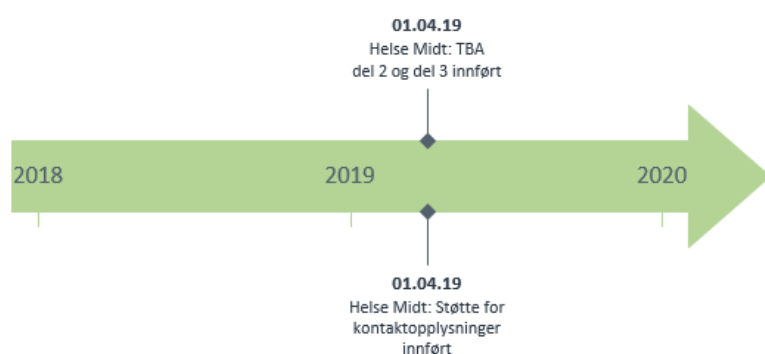 01.04.19
Helse Midt: TBA
del 2 og del 3 innført
2018
2019
2020
01.04.19
Helse Midt: Støtte for
kontaktopplysninger
innført